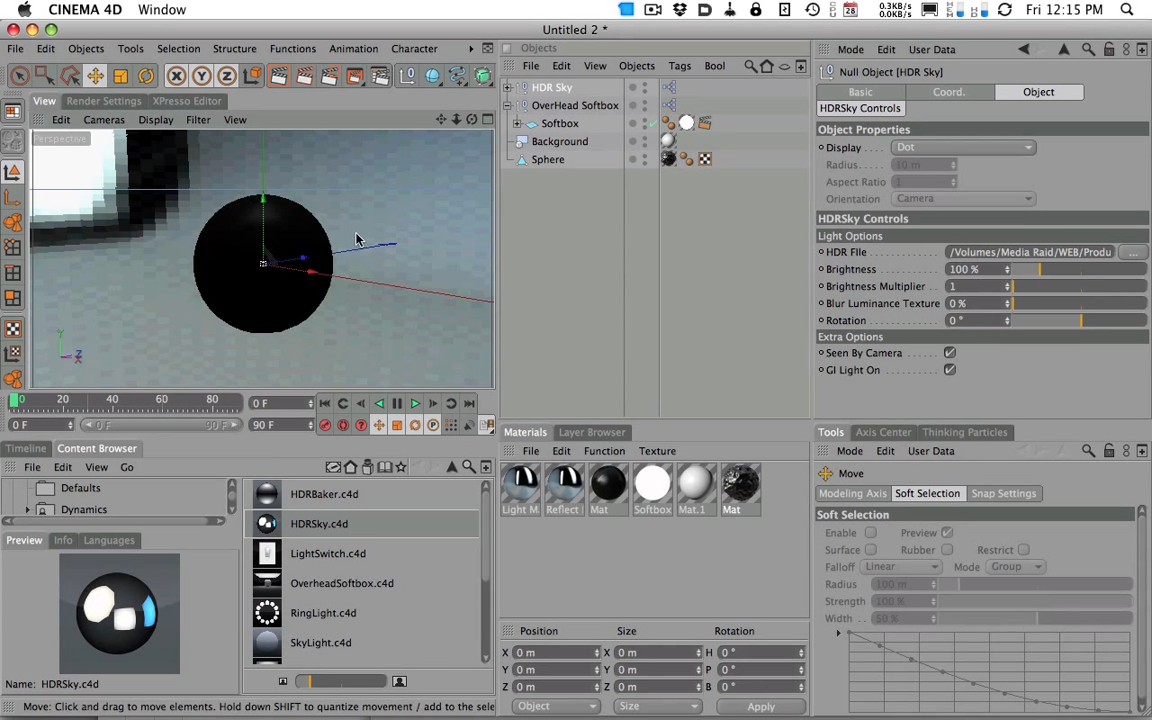 CINEMA 4D Window
0.3KB/s
0.0KB/s
28
Fri 12:15 PM
Untitled 2 *
File Edit Objects Tools Selection Structure Functions Animation Character
View Render Settings XPresso Editor
View Cameras Display Filter View
Perspective
Y
Z
X
0 20 40 60 80
0 F
0 F 0 F 90 F 90 F
Timeline Content Browser
File Edit View Go
Defaults
Dynamics
Preview Info Languages
Name: HDRSky.c4d
HDRBaker.c4d
HDRSky.c4d
LightSwitch.c4d
OverheadSoftbox.c4d
RingLight.c4d
SkyLight.c4d
Move: Click and drag to move elements. Hold down SHIFT to quantize movement / add to the sele
Objects
File Edit View Objects Tags Bool
HDR Sky
OverHead Softbox
Softbox
Background
Sphere
Materials Layer Browser
File Edit Function Texture
Light M. Reflect I Mat Softbox Mat.1 Mat
Position Size Rotation
X 0 m X 0 m H 0 °
Y 0 m Y 0 m P 0 °
Z 0 m Z 0 m B 0 °
Object Size Apply
Mode Edit User Data
Null Object [HDR Sky]
Basic Coord. Object
HDRSky Controls
Object Properties
Display Dot
Radius 10 m
Aspect Ratio 1
Orientation Camera
HDRSky Controls
Light Options
HDR FIle /Volumes/Media Raid/WEB/Produ ...
Brightness 100 %
Brightness Multiplier 1
Blur Luminance Texture 0 %
Rotation 0 °
Extra Options
Seen By Camera
GI Light On
Tools Axis Center Thinking Particles
Mode Edit User Data
Move
Modeling Axis Soft Selection Snap Settings
Soft Selection
Enable Preview
Surface Rubber Restrict
Falloff Linear Mode Group
Radius 100 m
Strength 100 %
Width 50 %